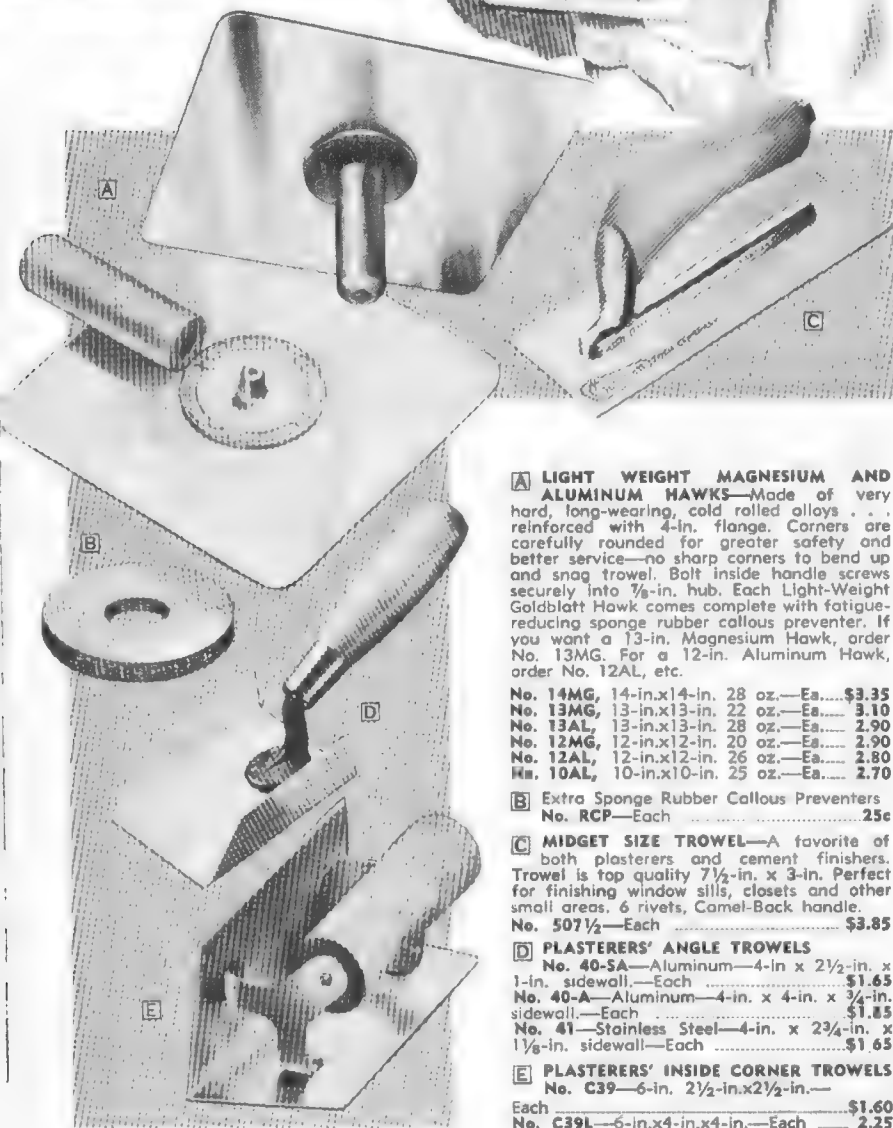 A
C
B
D
E
A LIGHT WEIGHT MAGNESIUM AND
ALUMINUM HAWKS—Made of very
hard, long-wearing, cold rolled alloys . . .
reinforced with 4-in. flange. Corners are
carefully rounded for greater safety and
better service—no sharp corners to bend up
and snag trowel. Bolt inside handle screws
securely into 7/8-in. hub. Each Light-Weight
Goldblatt Hawk comes complete with fatigue-
reducing sponge rubber callous preventer. If
you want a 13-in. Magnesium Hawk, order
No. 13MG. For a 12-in. Aluminum Hawk,
order No. 12AL, etc.
No. 14MG, 14-in.x14-in. 28 oz.—Ea.....$3.35
No. 13MG, 13-in.x13-in. 22 oz.—Ea..... 3.10
No. 13AL, 13-in.x13-in. 28 oz.—Ea..... 2.90
No. 12MG, 12-in.x12-in. 20 oz.—Ea..... 2.90
No. 12AL, 12-in.x12-in. 26 oz.—Ea..... 2.80
No. 10AL, 10-in.x10-in. 25 oz.—Ea..... 2.70
B Extra Sponge Rubber Callous Preventers
No. RCP—Each ........................25c
C MIDGET SIZE TROWEL—A favorite of
both plasterers and cement finishers.
Trowel is top quality 7½-in. x 3-in. Perfect
for finishing window sills, closets and other
small areas. 6 rivets, Camel-Back handle.
No. 507½—Each ........................ $3.85
D PLASTERERS' ANGLE TROWELS
No. 40-SA—Aluminum—4-in x 2½-in. x
1-in. sidewall.—Each ....................$1.65
No. 40-A—Aluminum—4-in. x 4-in. x ¾-in.
sidewall.—Each ........................ $1.85
No. 41—Stainless Steel—4-in. x 2¾-in. x
1⅛-in. sidewall—Each ....................$1.65
E PLASTERERS' INSIDE CORNER TROWELS
No. C39—6-in. 2½-in.x2½-in.—
Each ........................................$1.60
No. C39L—6-in.x4-in.x4-in.—Each ..... 2.25